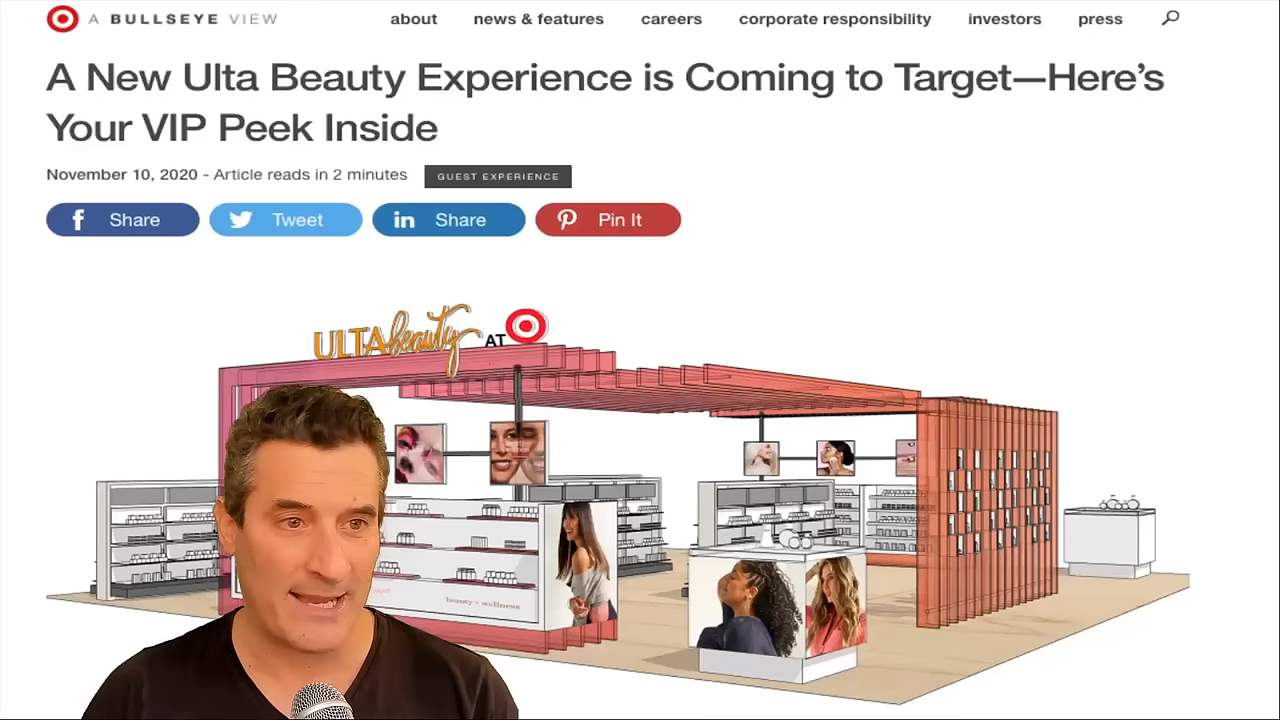 A BULLSEYE VIEW
about news & features careers corporate responsibility investors press
A New Ulta Beauty Experience is Coming to Target—Here's
Your VIP Peek Inside
November 10, 2020 - Article reads in 2 minutes GUEST EXPERIENCE
Share Tweet Share Pin It
ULTA beauty AT
beauty + wellness